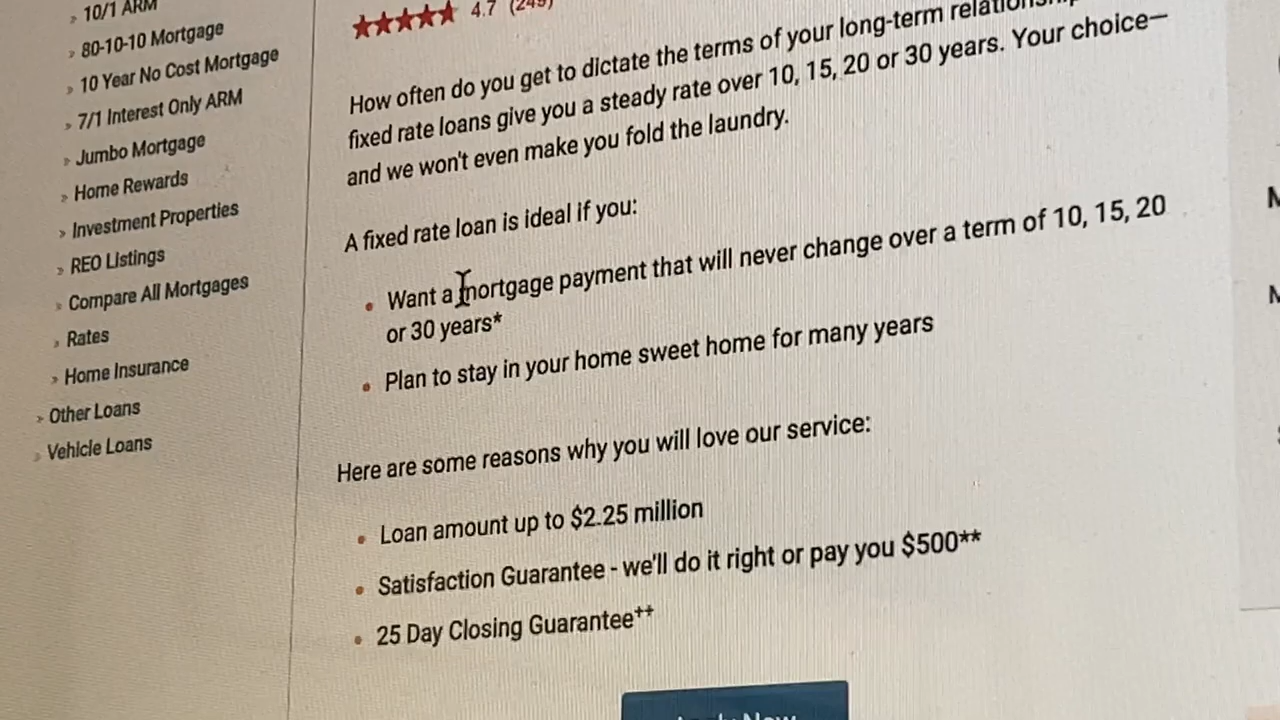 10/1 ARM
80-10-10 Mortgage
10 Year No Cost Mortgage
7/1 Interest Only ARM
Jumbo Mortgage
Home Rewards
Investment Properties
REO Listings
Compare All Mortgages
Rates
Home Insurance
Other Loans
Vehicle Loans
4.7 (249)
How often do you get to dictate the terms of your long-term
fixed rate loans give you a steady rate over 10, 15, 20 or 30 years. Your choice—
and we won't even make you fold the laundry.
A fixed rate loan is ideal if you:
Want a mortgage payment that will never change over a term of 10, 15, 20
or 30 years*
Plan to stay in your home sweet home for many years
Here are some reasons why you will love our service:
Loan amount up to $2.25 million
Satisfaction Guarantee - we'll do it right or pay you $500**
25 Day Closing Guarantee++